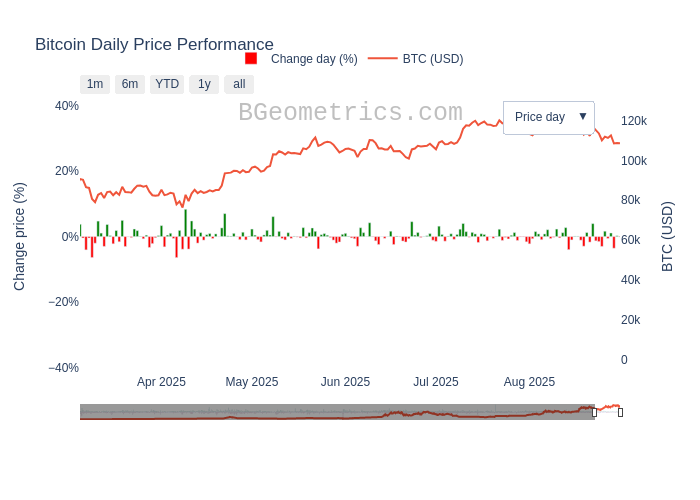 Bitcoin Daily Price Performance
Change day (%) BTC (USD)
1m 6m YTD 1y all
BGeometrics.com
Price day ▼
40%
20%
0%
−20%
−40%
Change price (%)
120k
100k
80k
60k
40k
20k
0
BTC (USD)
Apr 2025 May 2025 Jun 2025 Jul 2025 Aug 2025